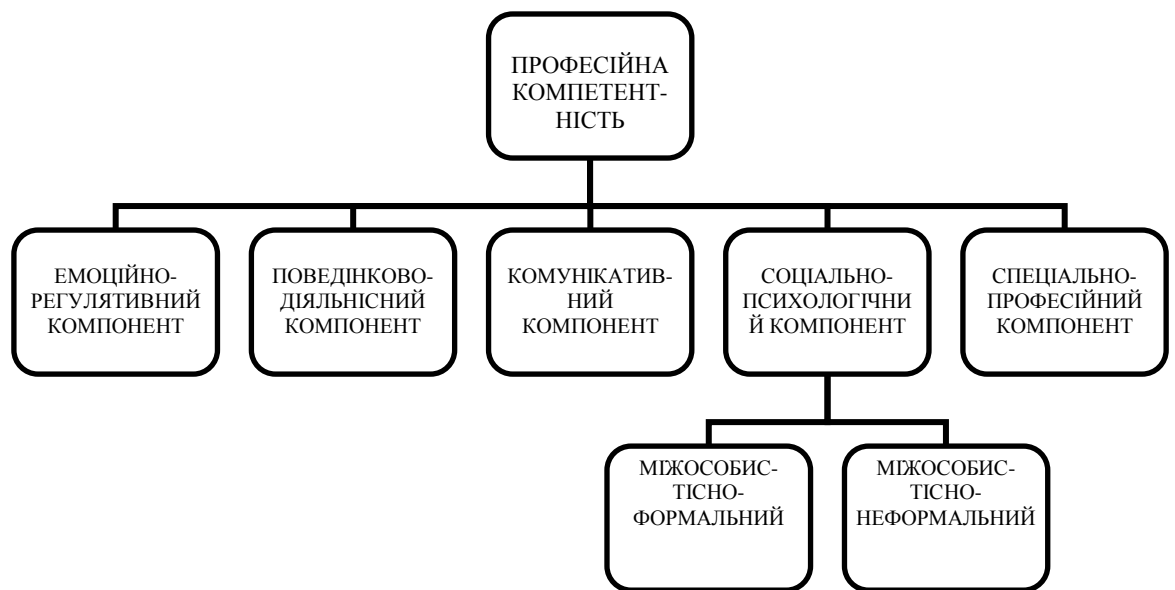 ПРОФЕСІЙНА
КОМПЕТЕНТ-
НІСТЬ
ЕМОЦІЙНО-
РЕГУЛЯТИВНИЙ
КОМПОНЕНТ
ПОВЕДІНКОВО-
ДІЯЛЬНІСНИЙ
КОМПОНЕНТ
КОМУНІКАТИВ-
НИЙ
КОМПОНЕНТ
СОЦІАЛЬНО-
ПСИХОЛОГІЧНИ
Й КОМПОНЕНТ
СПЕЦІАЛЬНО-
ПРОФЕСІЙНИЙ
КОМПОНЕНТ
МІЖОСОБИС-
ТІСНО-
ФОРМАЛЬНИЙ
МІЖОСОБИС-
ТІСНО-
НЕФОРМАЛЬНИЙ